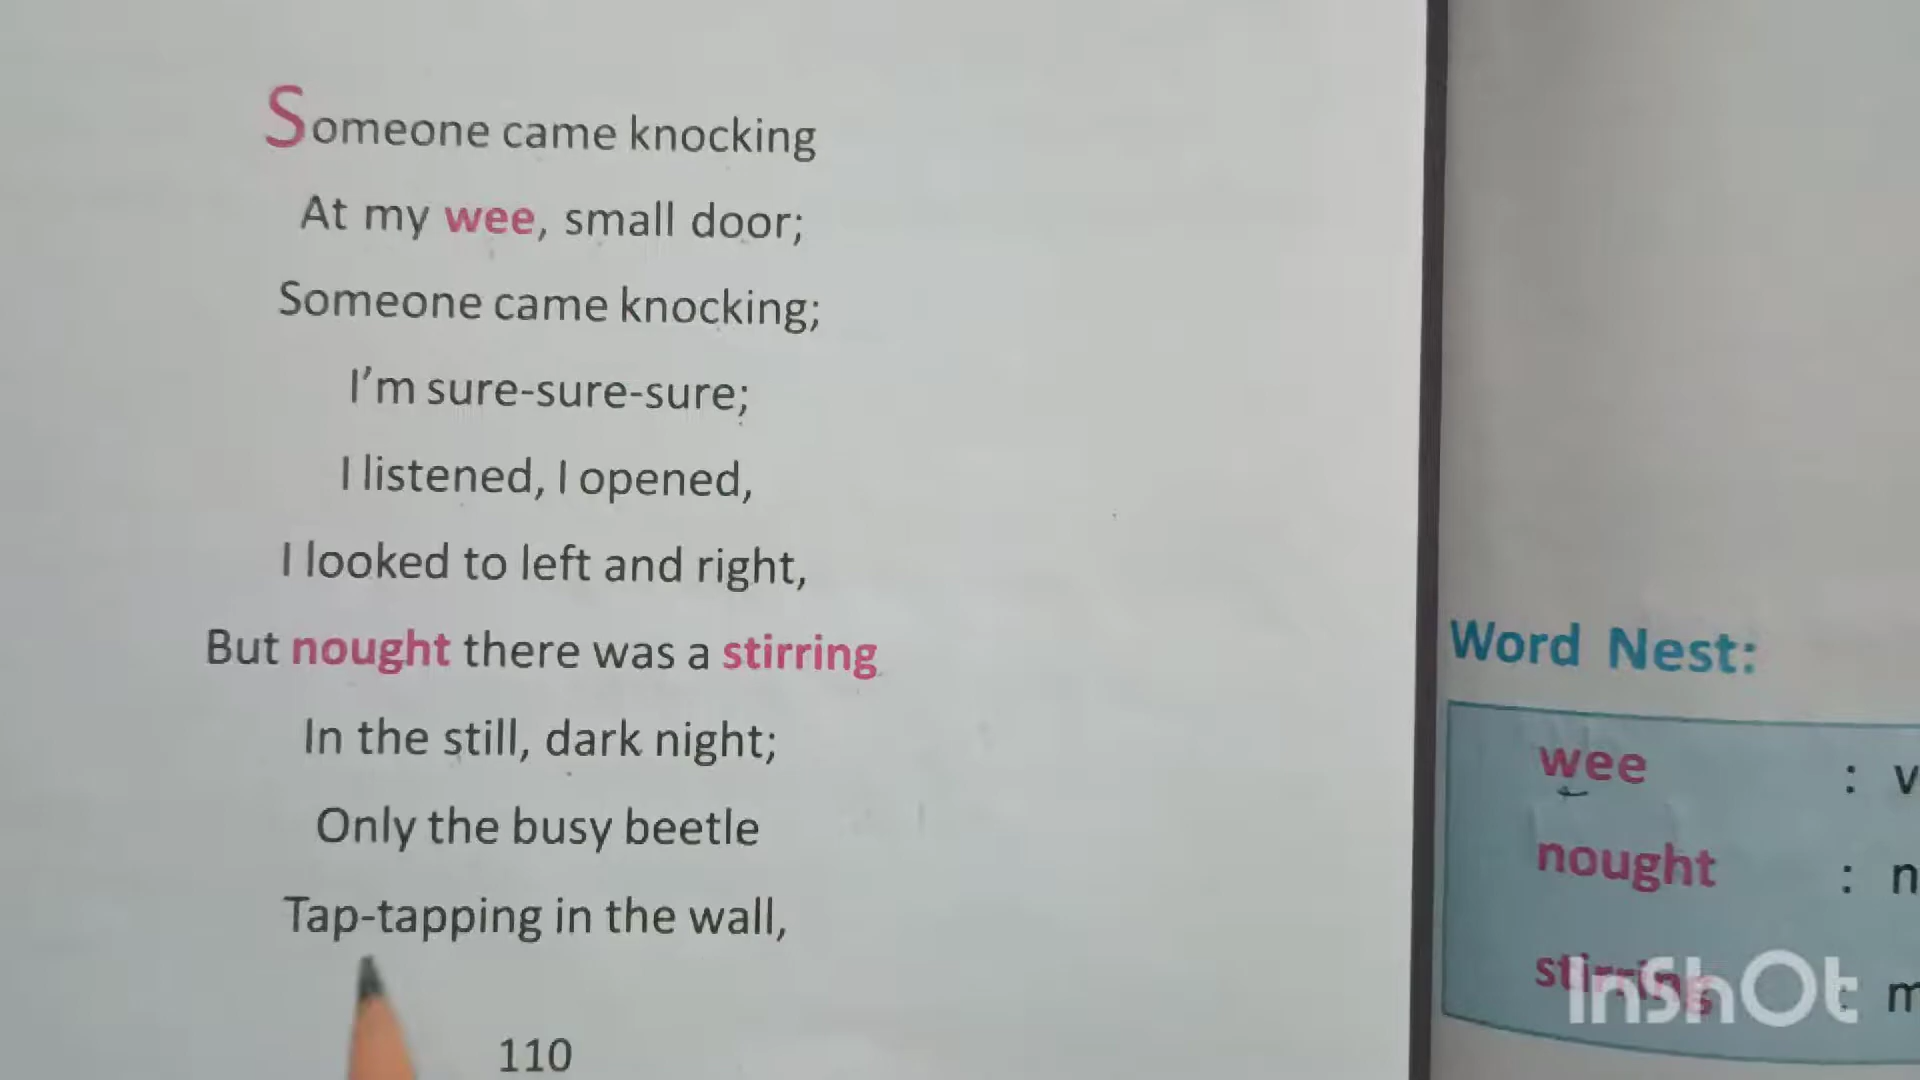 Someone came knocking
At my wee, small door;
Someone came knocking;
I'm sure-sure-sure;
I listened, I opened,
I looked to left and right,
But nought there was a stirring
In the still, dark night;
Only the busy beetle
Tap-tapping in the wall,
110
Word Nest:
wee :
nought :
stirring :
InShOt